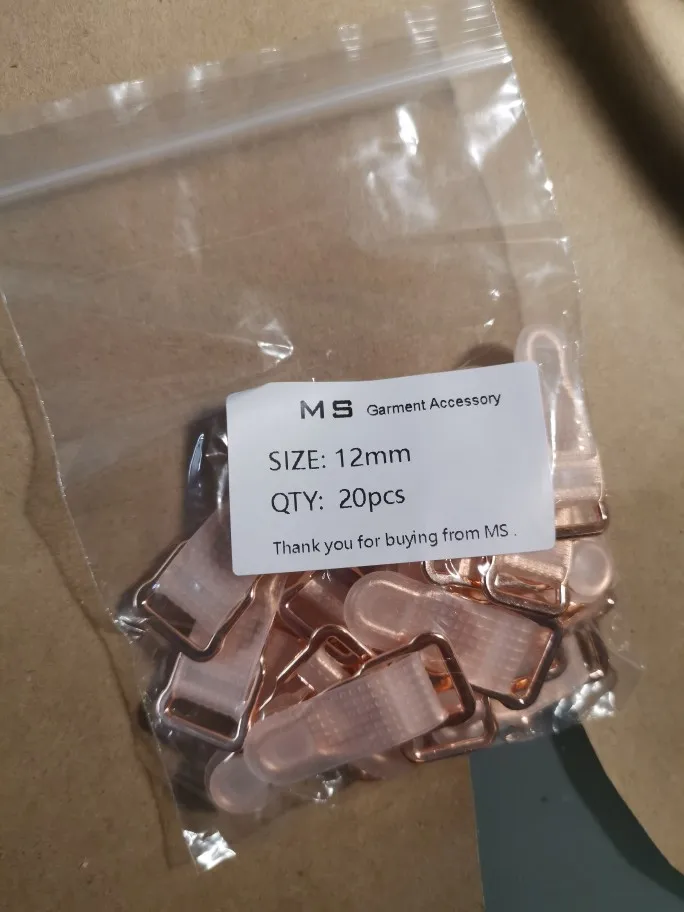 MS Garment Accessory
SIZE: 12mm
QTY: 20pcs
Thank you for buying from MS .